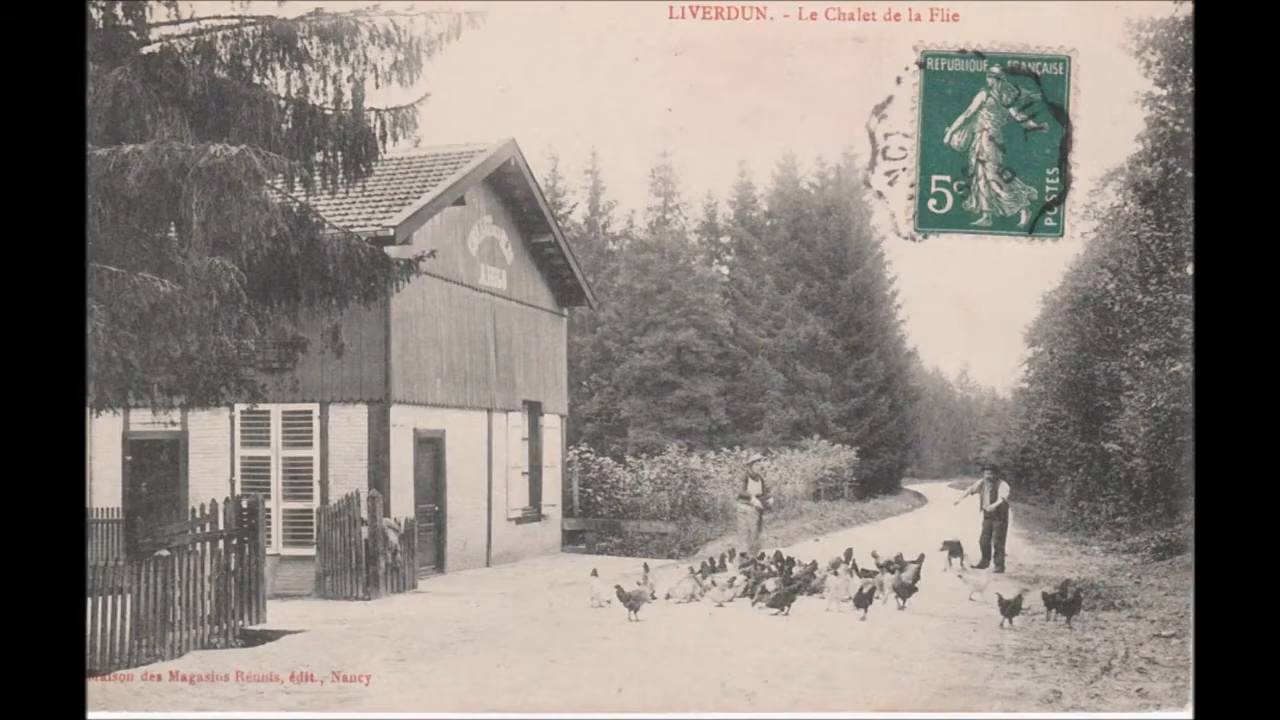 LIVERDUN. - Le Chalet de la Flie
REPUBLIQUE FRANÇAISE
5c
POSTES
Maison des Magasins Réunis, édit., Nancy